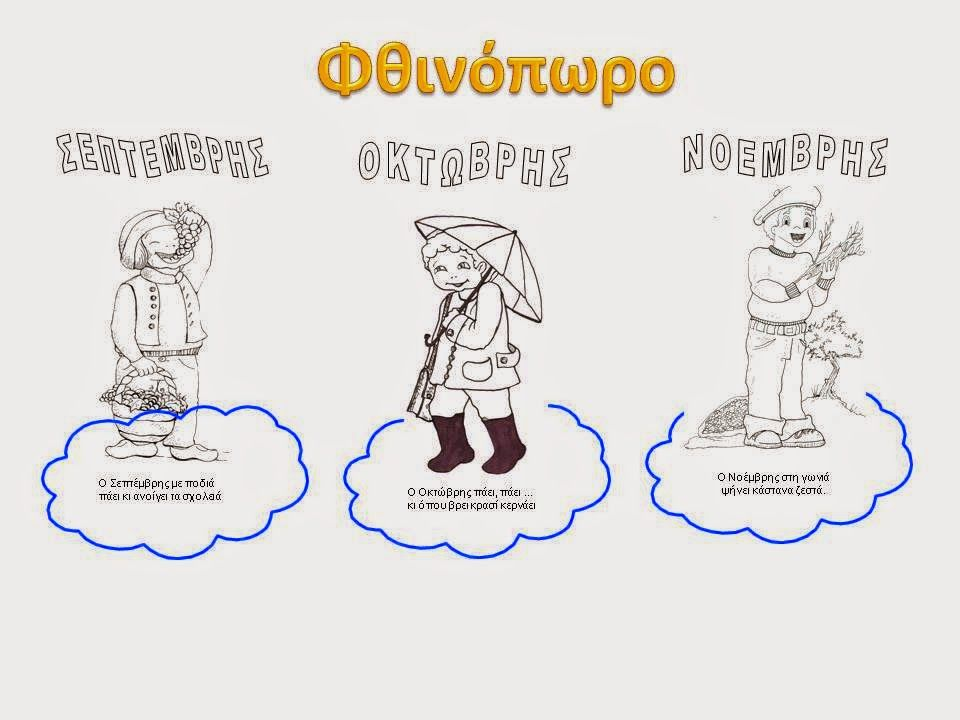 Φθινόπωρο
ΣΕΠΤΕΜΒΡΗΣ
ΟΚΤΩΒΡΗΣ
ΝΟΕΜΒΡΗΣ
Ο Σεπτέμβρης με ποδιά
πάει κι ανοίγει τα σχολεά
Ο Οκτώβρης πάει, πάει ...
κι όπου βρει κρασί κερνάει
Ο Νοέμβρης στη γωνιά
ψήνει κάστανα ζεστά..